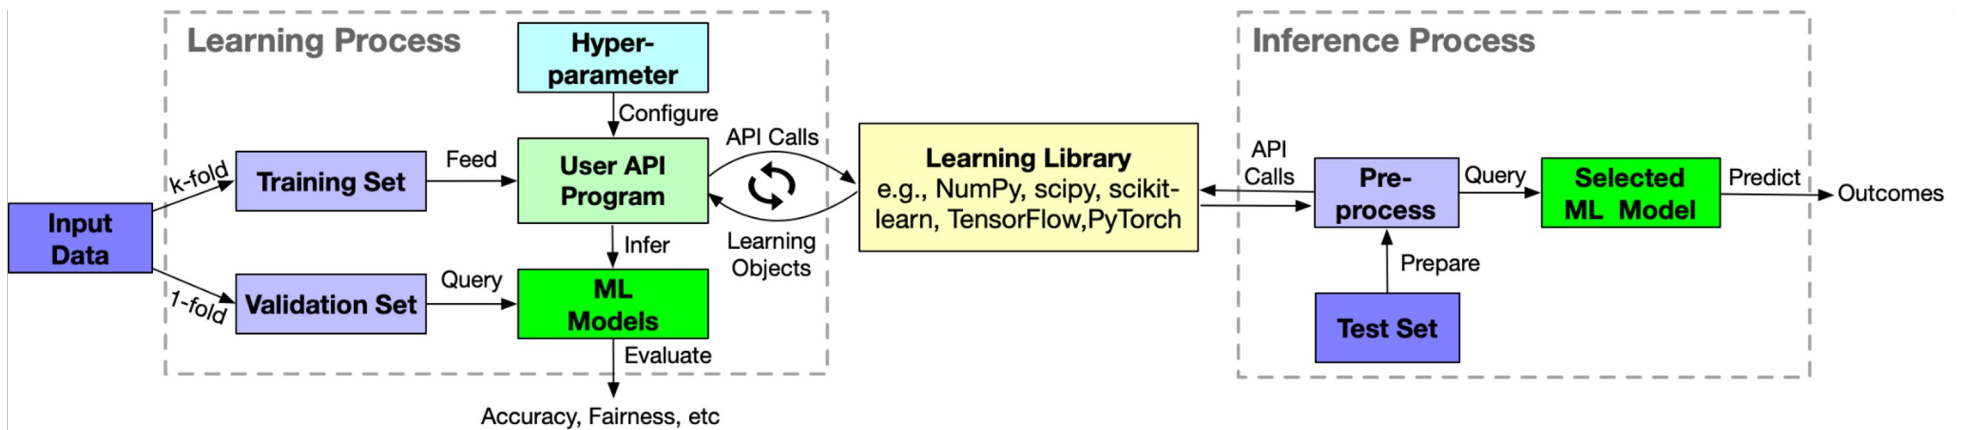 Learning Process
Hyper-
parameter
Configure
k-fold
Training Set
Feed
User API
Program
API Calls
Input
Data
Infer
Learning
Objects
1-fold
Validation Set
Query
ML
Models
Evaluate
Accuracy, Fairness, etc
Learning Library
e.g., NumPy, scipy, scikit-
learn, TensorFlow,PyTorch
Inference Process
API
Calls
Pre-
process
Query
Selected
ML Model
Predict
Outcomes
Prepare
Test Set